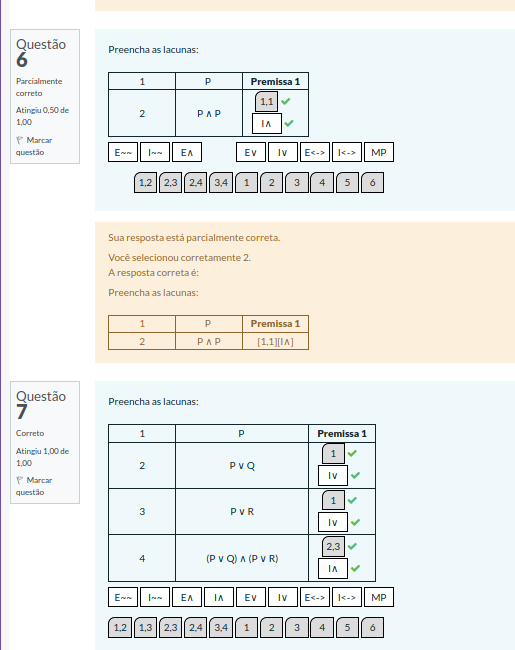 Questão
6
Parcialmente
correto
Atingiu 0,50 de
1,00
Marcar
questão
Preencha as lacunas:
1 P Premissa 1
2 P ∧ P 1,1
I∧
E~~ I~~ E∧ E∨ I∨ E<-> I<-> MP
1,2 2,3 2,4 3,4 1 2 3 4 5 6
Sua resposta está parcialmente correta.
Você selecionou corretamente 2.
A resposta correta é:
Preencha as lacunas:
1 P Premissa 1
2 P ∧ P [1,1][I∧]
Questão
7
Correto
Atingiu 1,00 de
1,00
Marcar
questão
Preencha as lacunas:
1 P Premissa 1
2 P ∨ Q 1
I∨
3 P ∨ R 1
I∨
4 (P ∨ Q) ∧ (P ∨ R) 2,3
I∧
E~~ I~~ E∧ I∧ E∨ I∨ E<-> I<-> MP
1,2 1,3 2,3 2,4 3,4 1 2 3 4 5 6